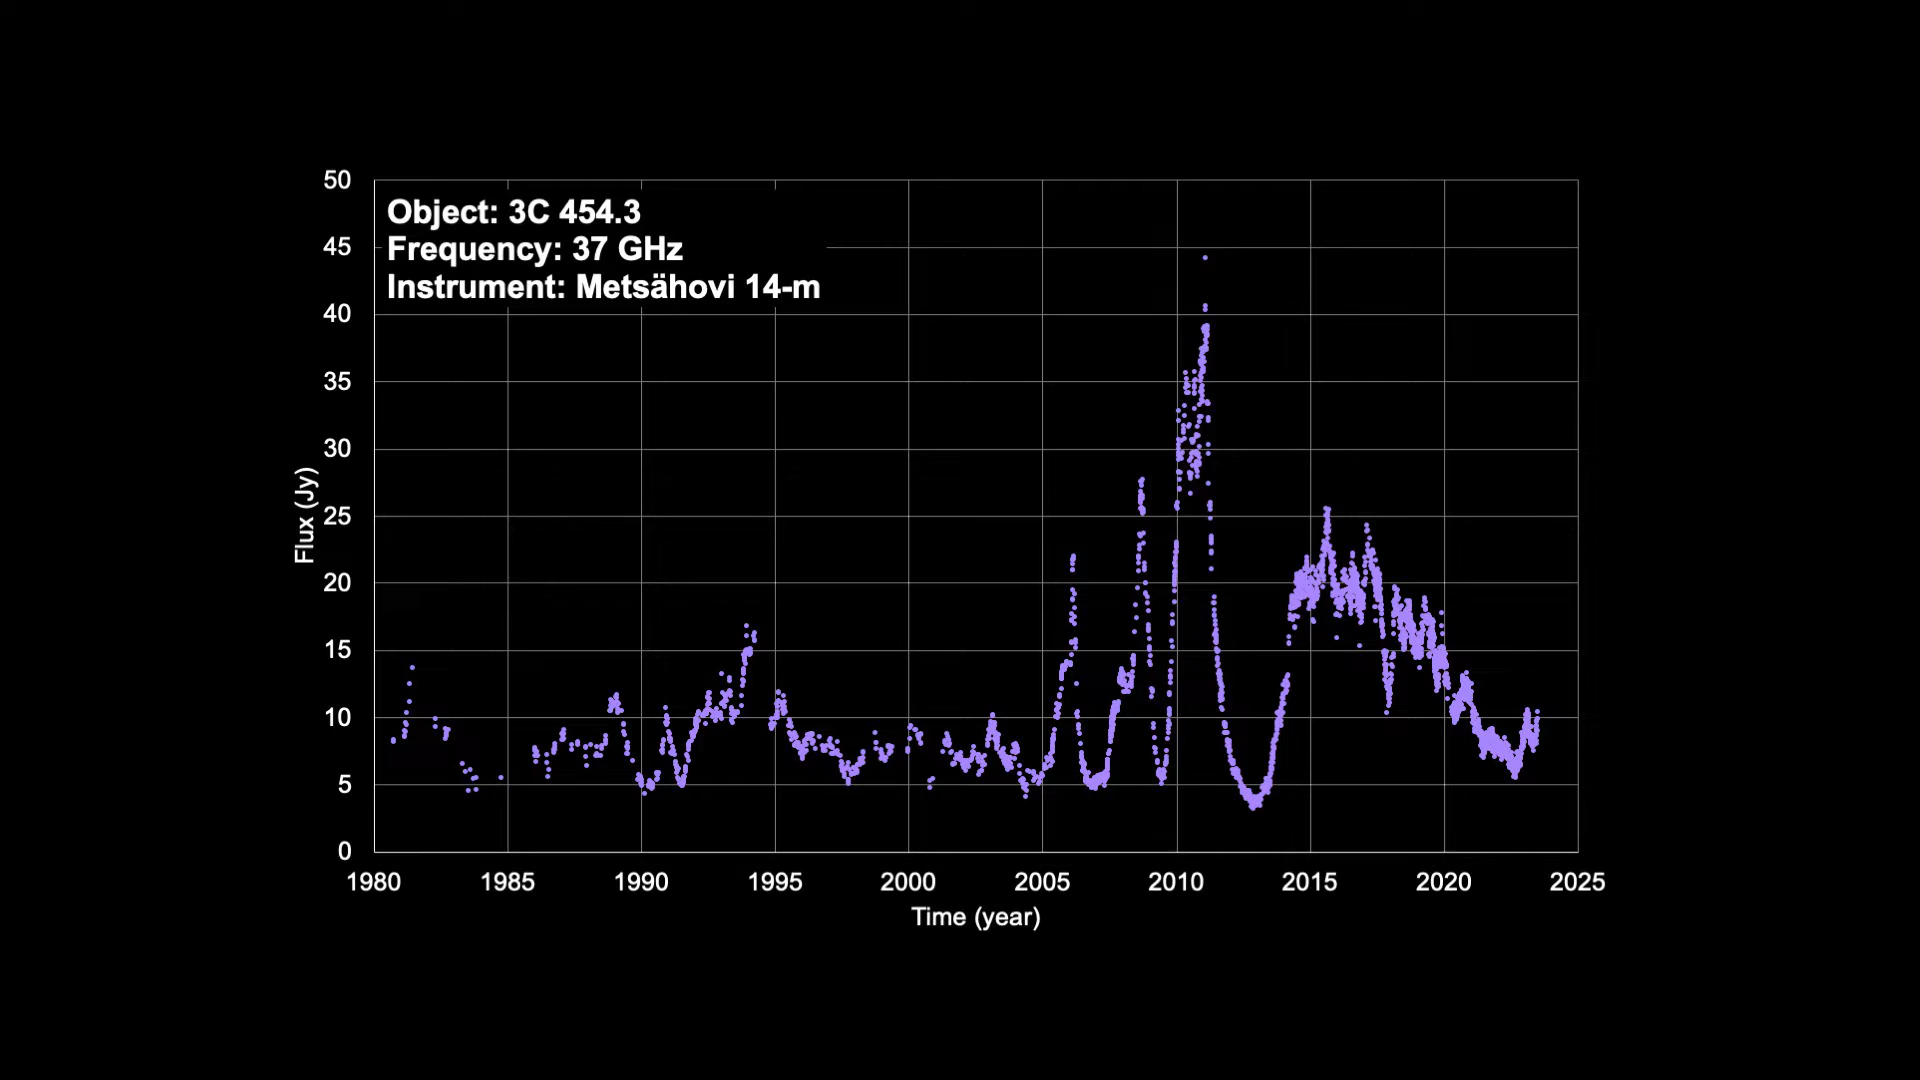 50
Object: 3C 454.3
45
Frequency: 37 GHz
Instrument: Metsähovi 14-m
40
35
30
Flux (Jy)
25
20
15
10
5
0
1980 1985 1990 1995 2000 2005 2010 2015 2020 2025
Time (year)